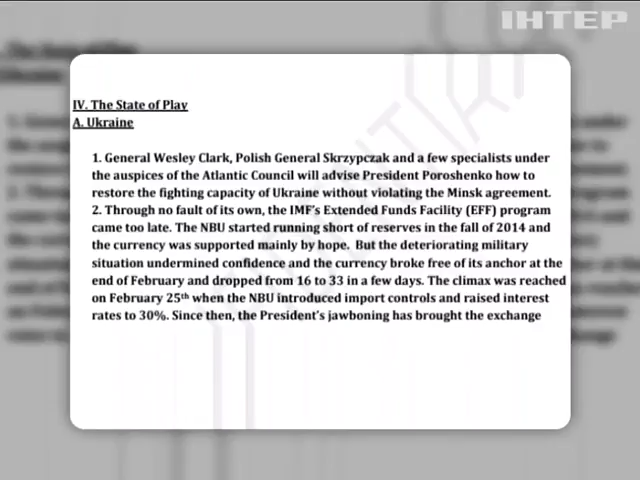 ІНТЕР
IV. The State of Play
A. Ukraine
1. General Wesley Clark, Polish General Skrzypczak and a few specialists under
the auspices of the Atlantic Council will advise President Poroshenko how to
restore the fighting capacity of Ukraine without violating the Minsk agreement.
2. Through no fault of its own, the IMF's Extended Funds Facility (EFF) program
came too late. The NBU started running short of reserves in the fall of 2014 and
the currency was supported mainly by hope. But the deteriorating military
situation undermined confidence and the currency broke free of its anchor at the
end of February and dropped from 16 to 33 in a few days. The climax was reached
on February 25th when the NBU introduced import controls and raised interest
rates to 30%. Since then, the President's jawboning has brought the exchange